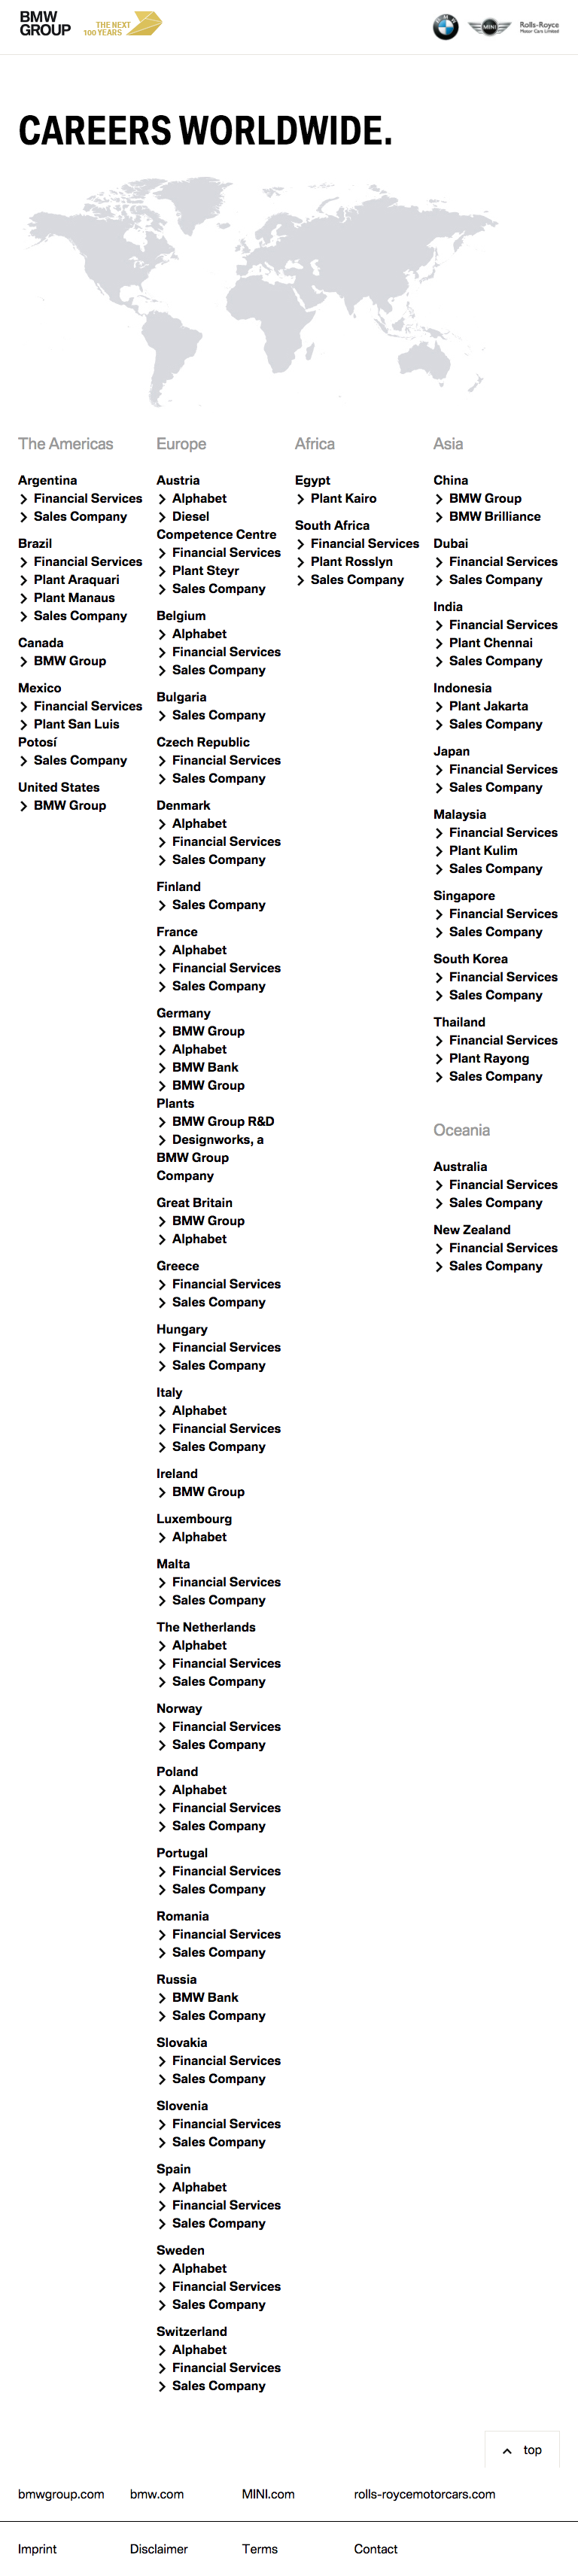 BMW
GROUP
THE NEXT
100 YEARS
BMW
MINI
Rolls-Royce
Motor Cars Limited
CAREERS WORLDWIDE.
The Americas
Argentina
Financial Services
Sales Company
Brazil
Financial Services
Plant Araquari
Plant Manaus
Sales Company
Canada
BMW Group
Mexico
Financial Services
Plant San Luis
Potosí
Sales Company
United States
BMW Group
Europe
Austria
Alphabet
Diesel
Competence Centre
Financial Services
Plant Steyr
Sales Company
Belgium
Alphabet
Financial Services
Sales Company
Bulgaria
Sales Company
Czech Republic
Financial Services
Sales Company
Denmark
Alphabet
Financial Services
Sales Company
Finland
Sales Company
France
Alphabet
Financial Services
Sales Company
Germany
BMW Group
Alphabet
BMW Bank
BMW Group
Plants
BMW Group R&D
Designworks, a
BMW Group
Company
Great Britain
BMW Group
Alphabet
Greece
Financial Services
Sales Company
Hungary
Financial Services
Sales Company
Italy
Alphabet
Financial Services
Sales Company
Ireland
BMW Group
Luxembourg
Alphabet
Malta
Financial Services
Sales Company
The Netherlands
Alphabet
Financial Services
Sales Company
Norway
Financial Services
Sales Company
Poland
Alphabet
Financial Services
Sales Company
Portugal
Financial Services
Sales Company
Romania
Financial Services
Sales Company
Russia
BMW Bank
Sales Company
Slovakia
Financial Services
Sales Company
Slovenia
Financial Services
Sales Company
Spain
Alphabet
Financial Services
Sales Company
Sweden
Alphabet
Financial Services
Sales Company
Switzerland
Alphabet
Financial Services
Sales Company
Africa
Egypt
Plant Kairo
South Africa
Financial Services
Plant Rosslyn
Sales Company
Asia
China
BMW Group
BMW Brilliance
Dubai
Financial Services
Sales Company
India
Financial Services
Plant Chennai
Sales Company
Indonesia
Plant Jakarta
Sales Company
Japan
Financial Services
Sales Company
Malaysia
Financial Services
Plant Kulim
Sales Company
Singapore
Financial Services
Sales Company
South Korea
Financial Services
Sales Company
Thailand
Financial Services
Plant Rayong
Sales Company
Oceania
Australia
Financial Services
Sales Company
New Zealand
Financial Services
Sales Company
top
bmwgroup.com bmw.com MINI.com rolls-roycemotorcars.com
Imprint Disclaimer Terms Contact